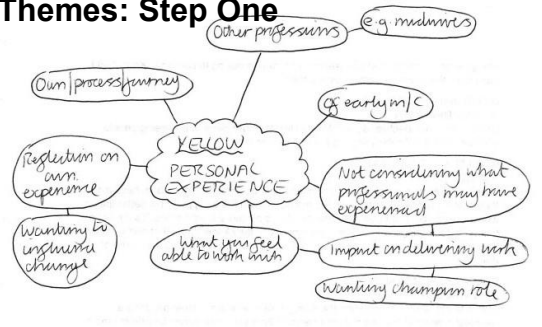 Themes: Step One
Other professions
e.g. midwives
Own/process/journey
of early m/c
YELLOW
PERSONAL
EXPERIENCE
Reflection on
own
experience
Not considering what
professionals may have
experienced
Wanting to
influence
change
What you feel
able to work with
Impact on delivering work
Wanting champion role